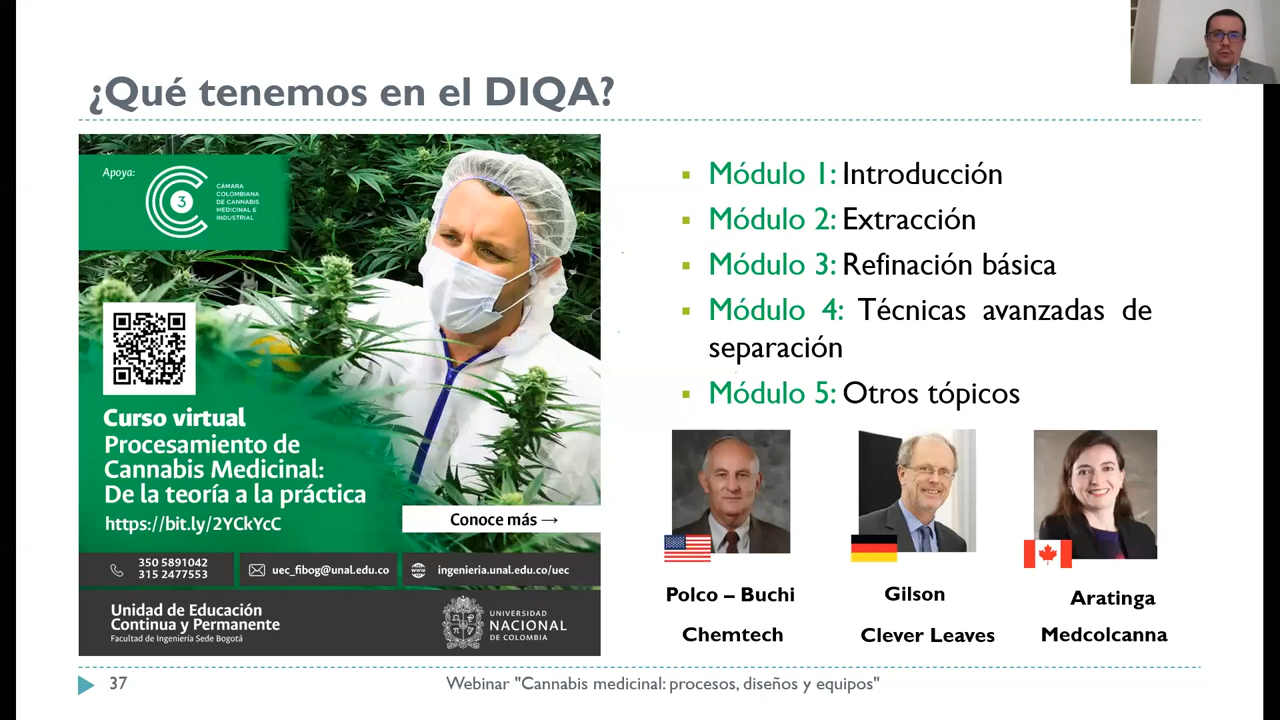 ¿Qué tenemos en el DIQA?
Apoya:
3
CÁMARA
COLOMBIANA
DE CANNABIS
MEDICINAL E
INDUSTRIAL
Curso virtual
Procesamiento de
Cannabis Medicinal:
De la teoría a la práctica
https://bit.ly/2YCkYcC
Conoce más →
350 5891042
315 2477553
uec_fibog@unal.edu.co
www
ingenieria.unal.edu.co/uec
Unidad de Educación
Continua y Permanente
Facultad de Ingeniería Sede Bogotá
UNIVERSIDAD
NACIONAL
DE COLOMBIA
Módulo 1: Introducción
Módulo 2: Extracción
Módulo 3: Refinación básica
Módulo 4: Técnicas avanzadas de
separación
Módulo 5: Otros tópicos
Polco – Buchi
Chemtech
Gilson
Clever Leaves
Aratinga
Medcolcanna
37
Webinar "Cannabis medicinal: procesos, diseños y equipos"